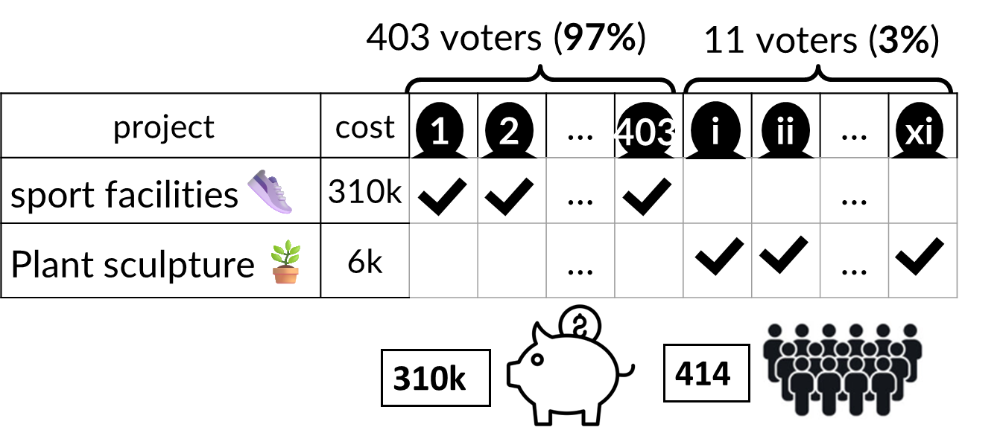 403 voters (97%) 11 voters (3%)
project cost 1 2 ... 403 i ii ... xi
sport facilities 310k ... ...
Plant sculpture 6k ... ...
310k 414